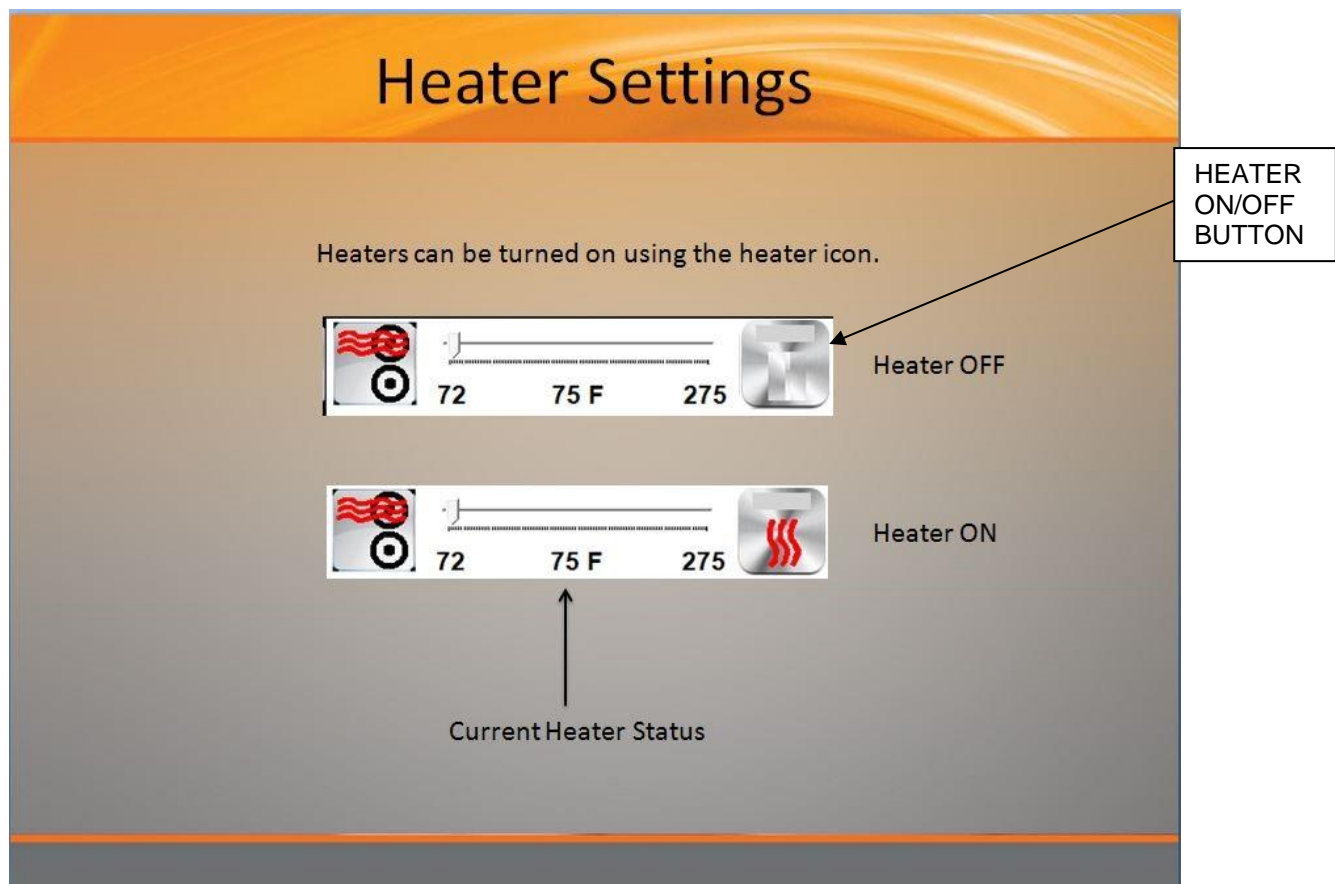 Heater Settings
HEATER
ON/OFF
BUTTON
Heaters can be turned on using the heater icon.
72 75 F 275
Heater OFF
72 75 F 275
Heater ON
Current Heater Status